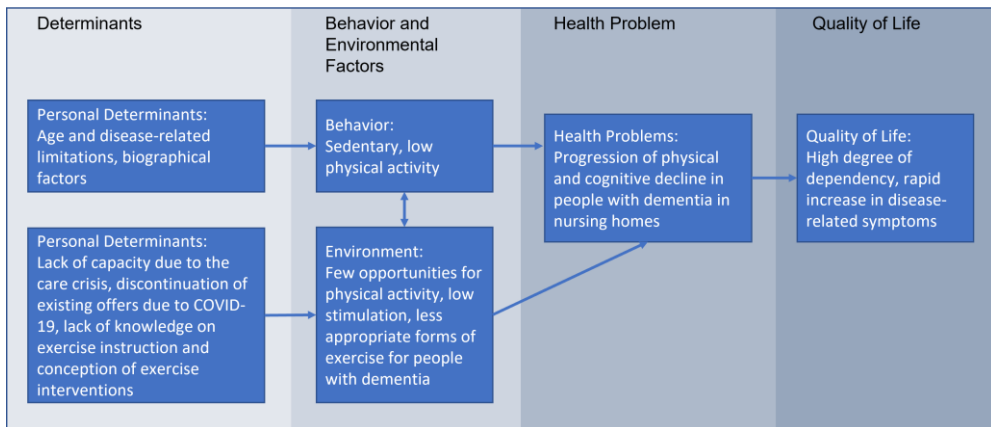 Determinants
Behavior and
Environmental
Factors
Health Problem
Quality of Life
Personal Determinants:
Age and disease-related
limitations, biographical
factors
Behavior:
Sedentary, low
physical activity
Health Problems:
Progression of physical
and cognitive decline in
people with dementia in
nursing homes
Quality of Life:
High degree of
dependency, rapid
increase in disease-
related symptoms
Personal Determinants:
Lack of capacity due to the
care crisis, discontinuation of
existing offers due to COVID-
19, lack of knowledge on
exercise instruction and
conception of exercise
interventions
Environment:
Few opportunities for
physical activity, low
stimulation, less
appropriate forms of
exercise for people
with dementia